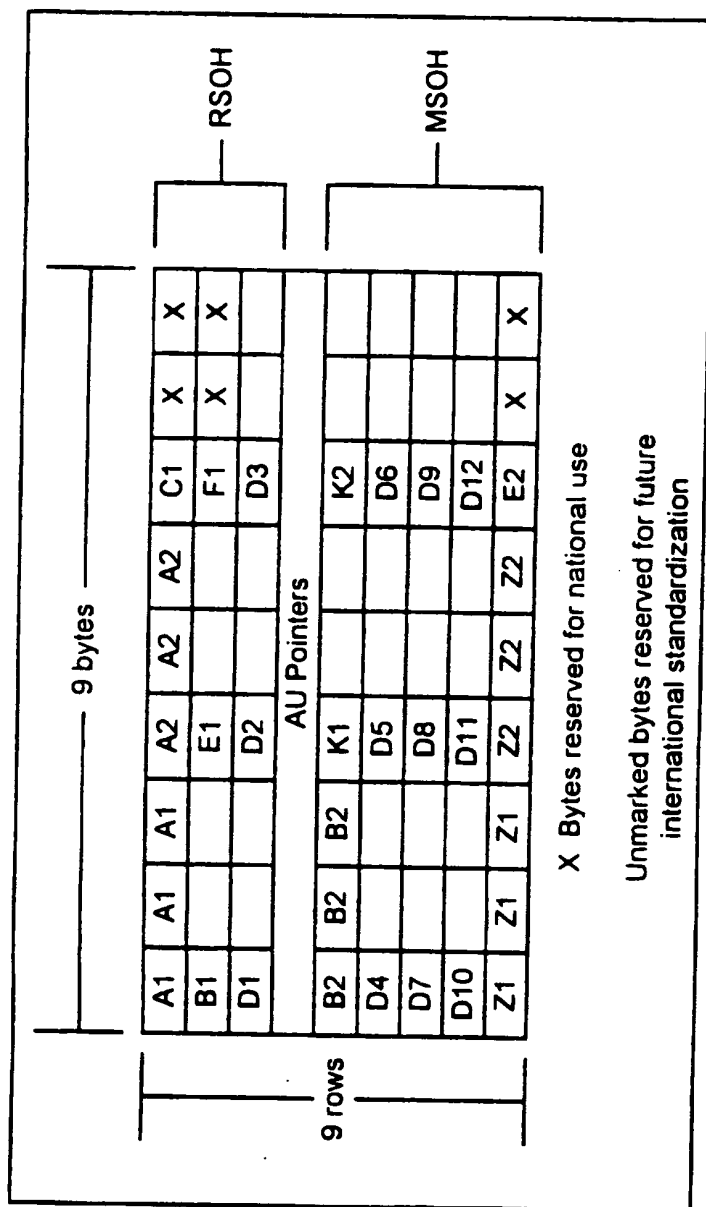 9 bytes
A1 A1 A1 A2 A2 A2 C1 X X
B1 E1 F1 X X
D1 D2 D3
AU Pointers
B2 B2 B2 K1 K2
D4 D5 D6
D7 D8 D9
D10 D11 D12
Z1 Z1 Z1 Z2 Z2 Z2 E2 X X
9 rows
RSOH
MSOH
X Bytes reserved for national use
Unmarked bytes reserved for future
international standardization